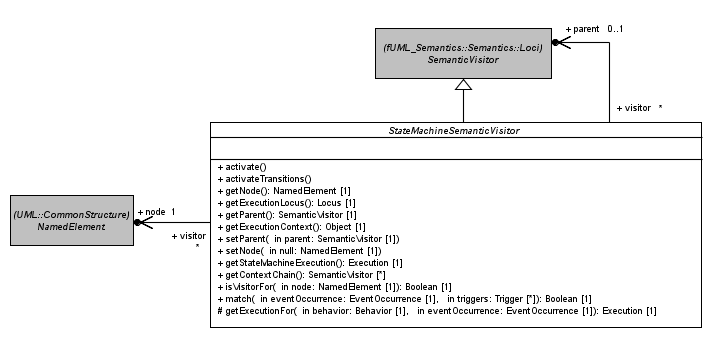 + parent 0..1
(fUML_Semantics::Semantics::Loci)
SemanticVisitor
+ visitor *
StateMachineSemanticVisitor
+ activate()
+ activateTransitions()
+ getNode(): NamedElement [1]
+ getExecutionLocus(): Locus [1]
+ getParent(): SemanticVisitor [1]
+ getExecutionContext(): Object [1]
+ setParent( in parent: SemanticVisitor [1])
+ setNode( in null: NamedElement [1])
+ getStateMachineExecution(): Execution [1]
+ getContextChain(): SemanticVisitor [*]
+ isVisitorFor( in node: NamedElement [1]): Boolean [1]
+ match( in eventOccurrence: EventOccurrence [1], in triggers: Trigger [*]): Boolean [1]
# getExecutionFor( in behavior: Behavior [1], in eventOccurrence: EventOccurrence [1]): Execution [1]
(UML::CommonStructure)
NamedElement
+ node 1
+ visitor
*